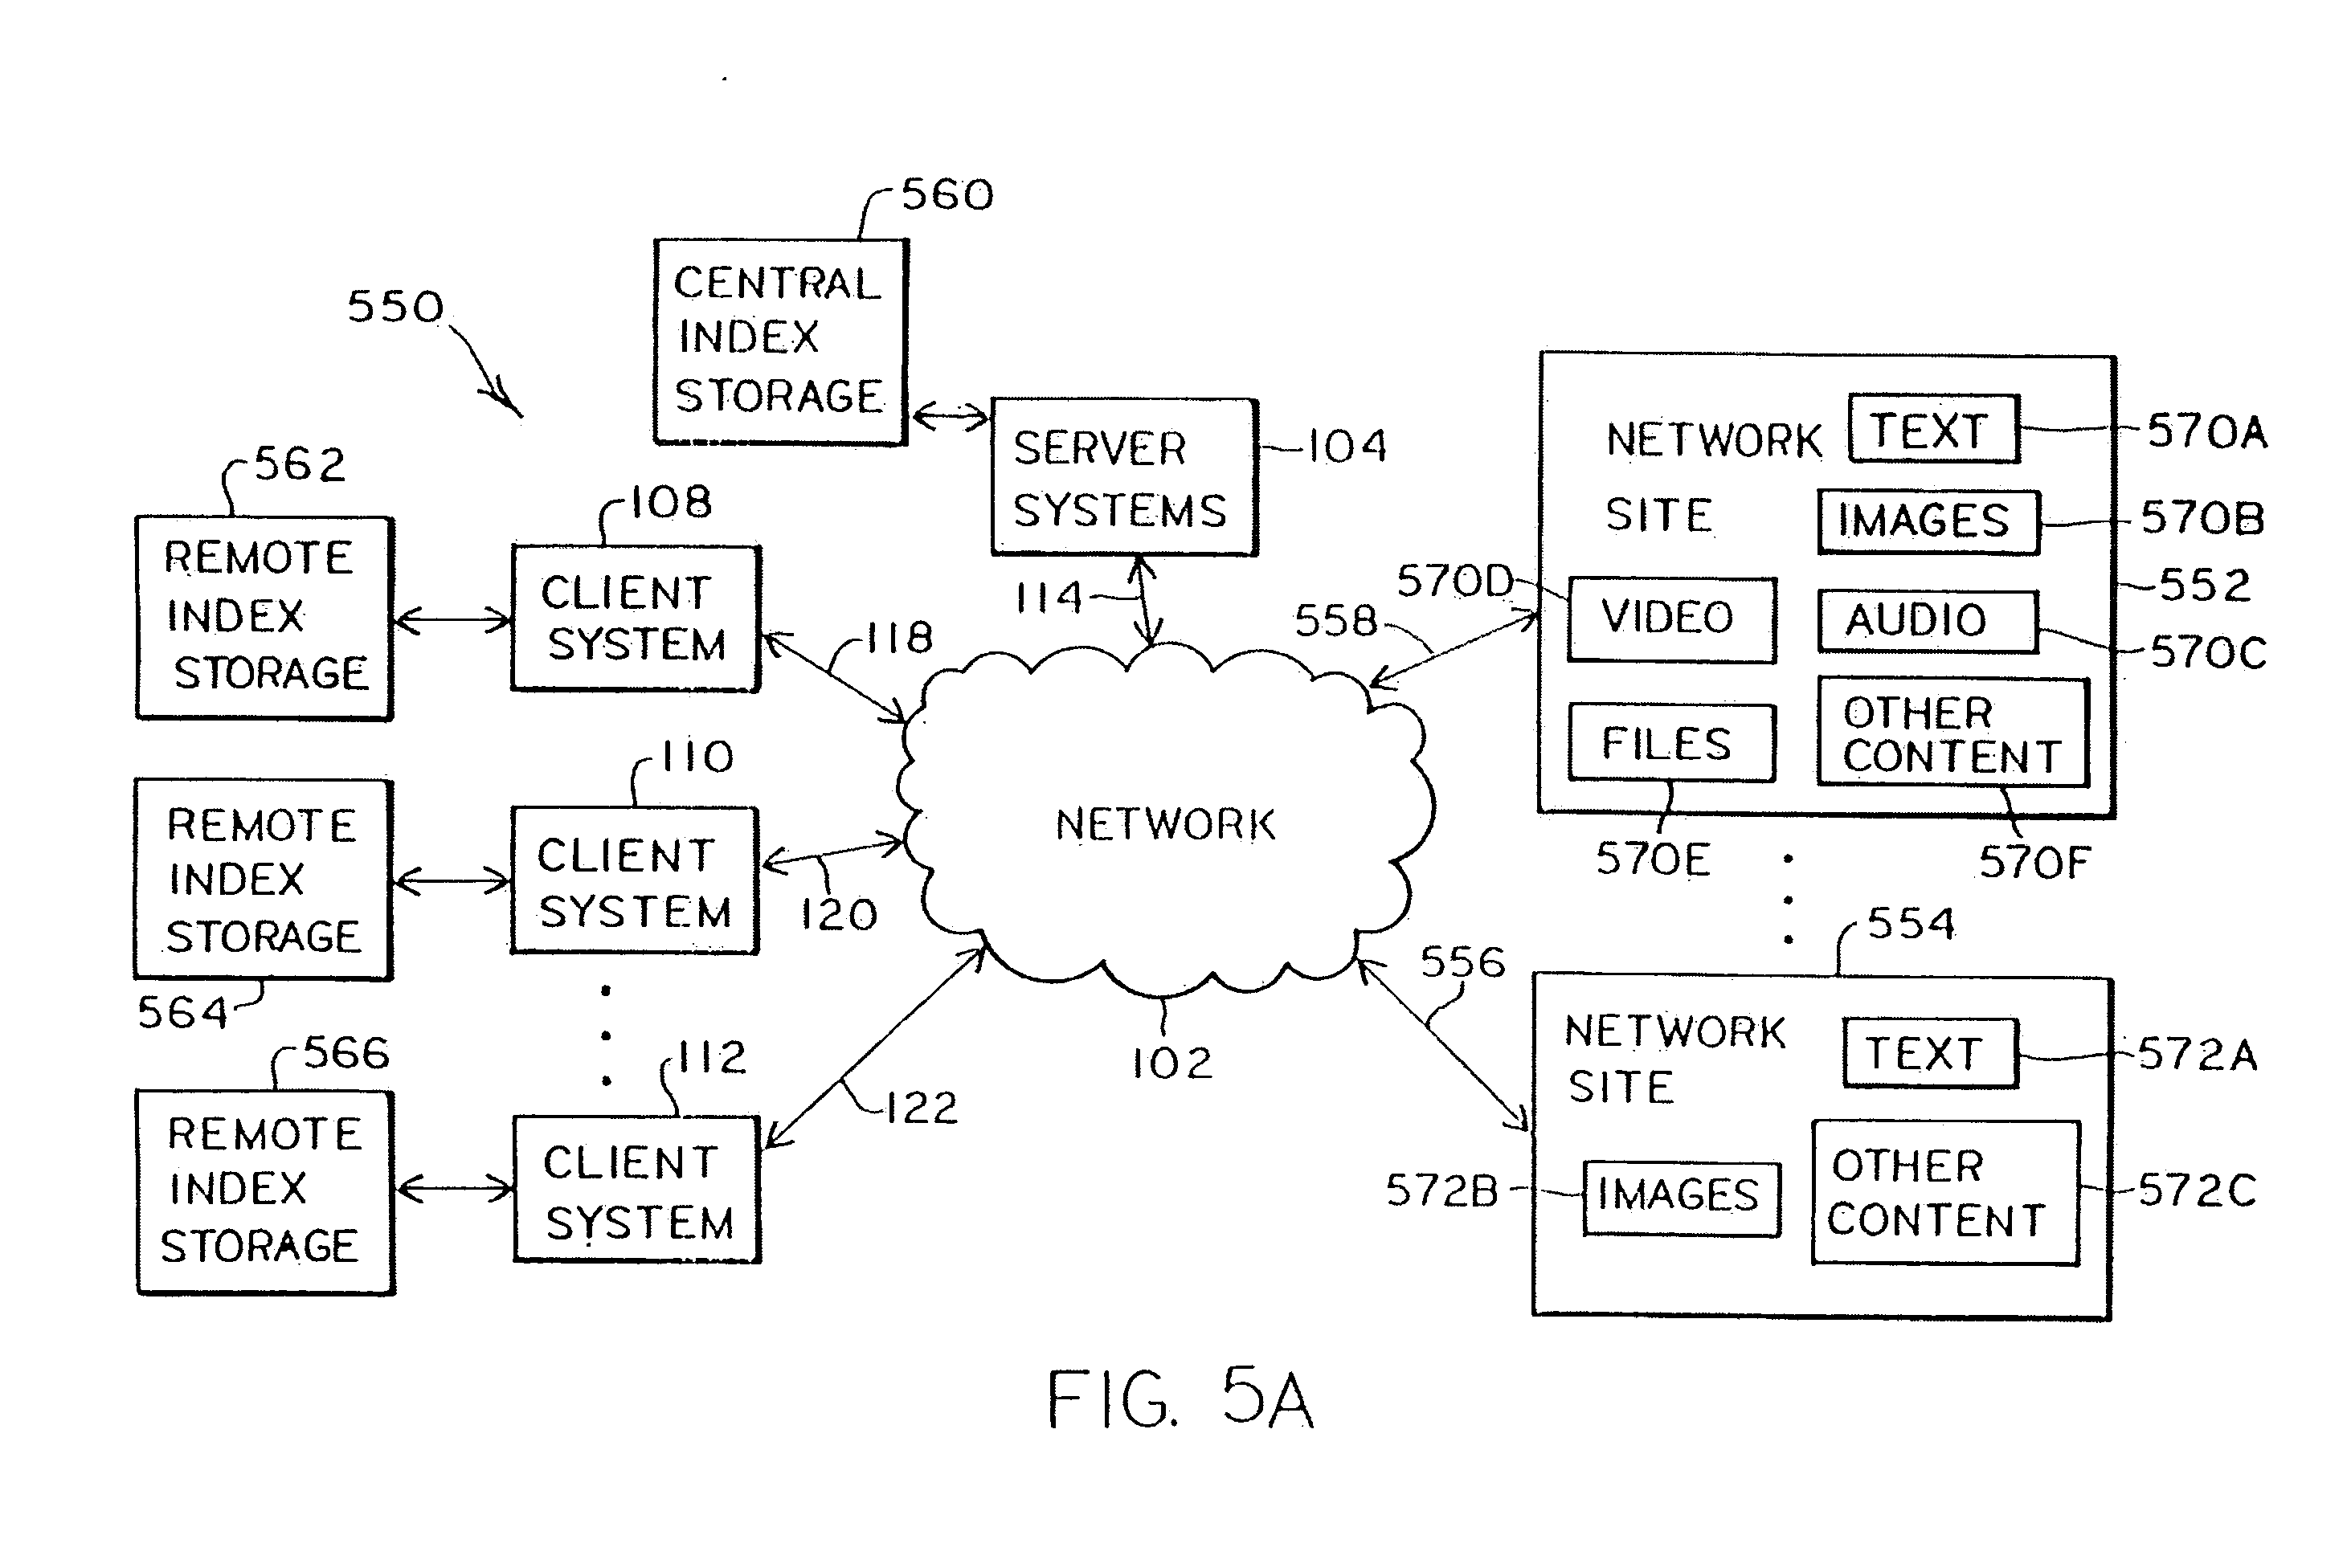 560
CENTRAL
INDEX
STORAGE
550
SERVER
SYSTEMS
104
562
REMOTE
INDEX
STORAGE
108
CLIENT
SYSTEM
118
114
558
NETWORK
SITE
TEXT
570A
IMAGES
570B
552
570D
VIDEO
AUDIO
570C
FILES
OTHER
CONTENT
570E
570F
110
REMOTE
INDEX
STORAGE
564
CLIENT
SYSTEM
120
NETWORK
102
556
554
NETWORK
SITE
TEXT
572A
572B
IMAGES
OTHER
CONTENT
572C
566
REMOTE
INDEX
STORAGE
112
CLIENT
SYSTEM
122
FIG. 5A